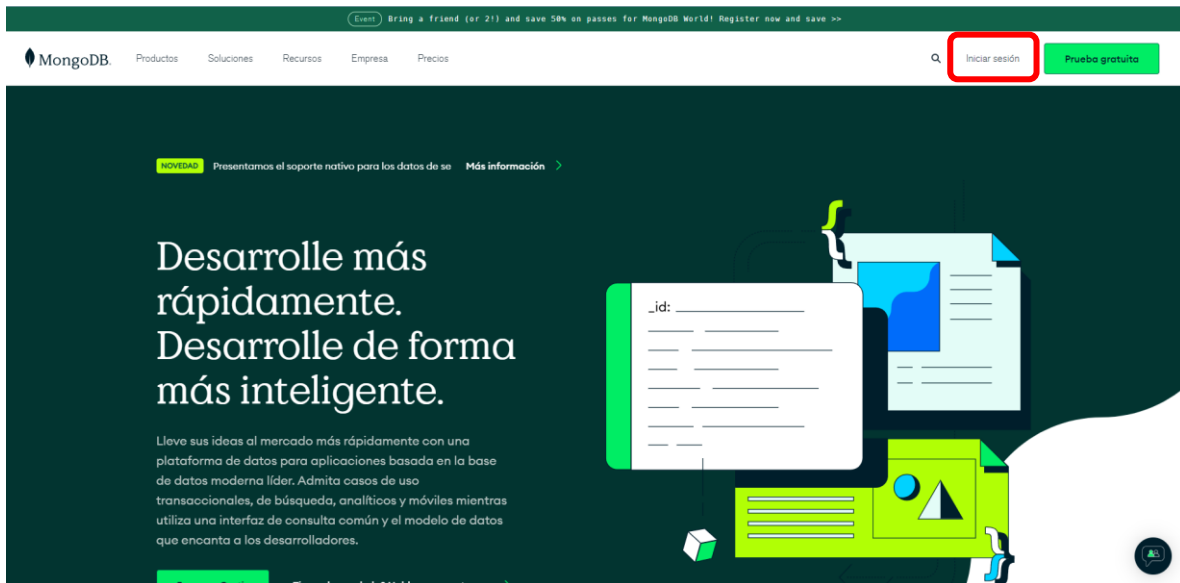 Event Bring a friend (or 2!) and save 50% on passes for MongoDB World! Register now and save >>
MongoDB. Productos Soluciones Recursos Empresa Precios Iniciar sesión Prueba gratuita
NOVEDAD Presentamos el soporte nativo para los datos de se Más información
Desarrolle más
rápidamente.
Desarrolle de forma
más inteligente.
_id:
Lleve sus ideas al mercado más rápidamente con una
plataforma de datos para aplicaciones basada en la base
de datos moderna líder. Admita casos de uso
transaccionales, de búsqueda, analíticos y móviles mientras
utiliza una interfaz de consulta común y el modelo de datos
que encanta a los desarrolladores.